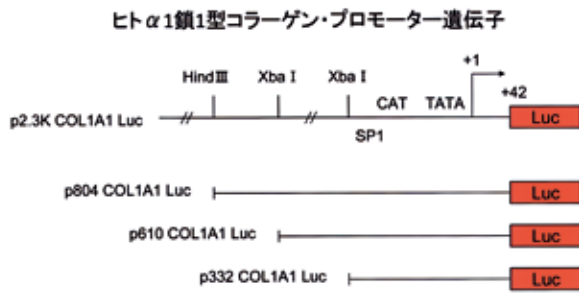 ヒトα1鎖1型コラーゲン・プロモーター遺伝子
+1
HindⅢ XbaⅠ XbaⅠ
CAT TATA +42
p2.3K COL1A1 Luc Luc
SP1
p804 COL1A1 Luc Luc
p610 COL1A1 Luc Luc
p332 COL1A1 Luc Luc